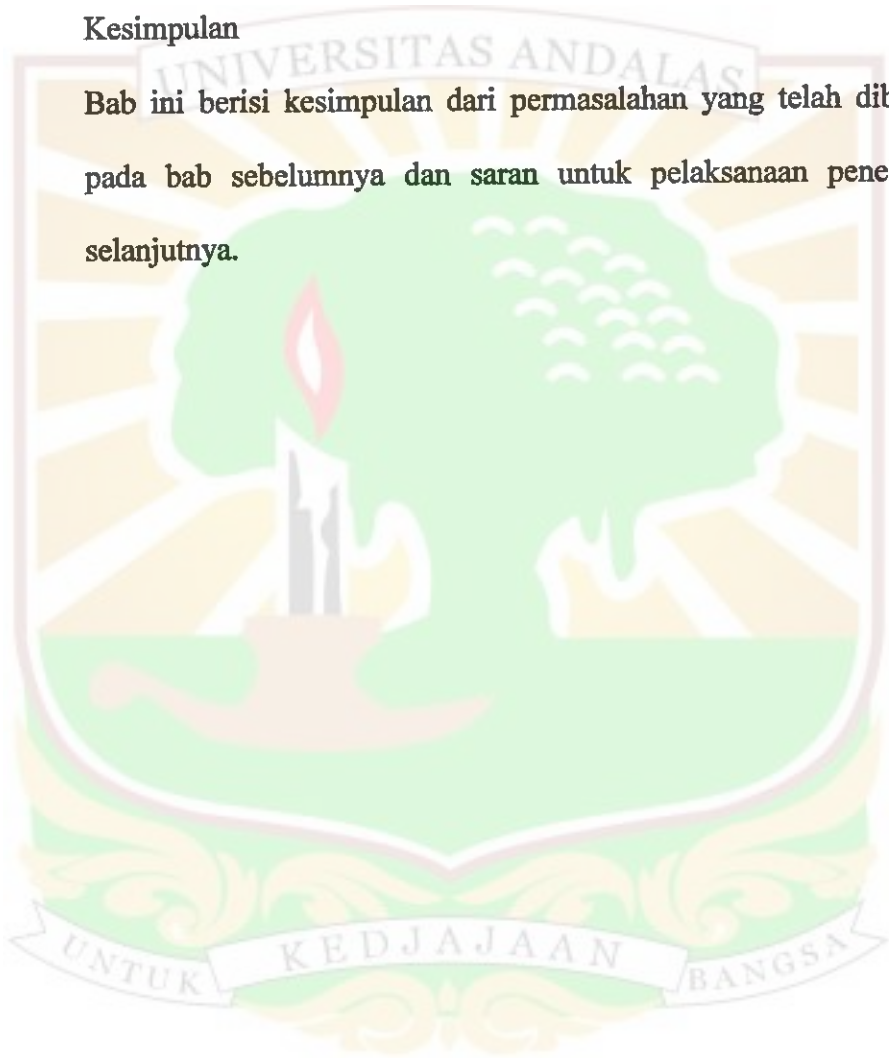 Kesimpulan
UNIVERSITAS ANDALAS
Bab ini berisi kesimpulan dari permasalahan yang telah dib
pada bab sebelumnya dan saran untuk pelaksanaan pene
selanjutnya.
UNTUK KEDJAJAAN BANGSA